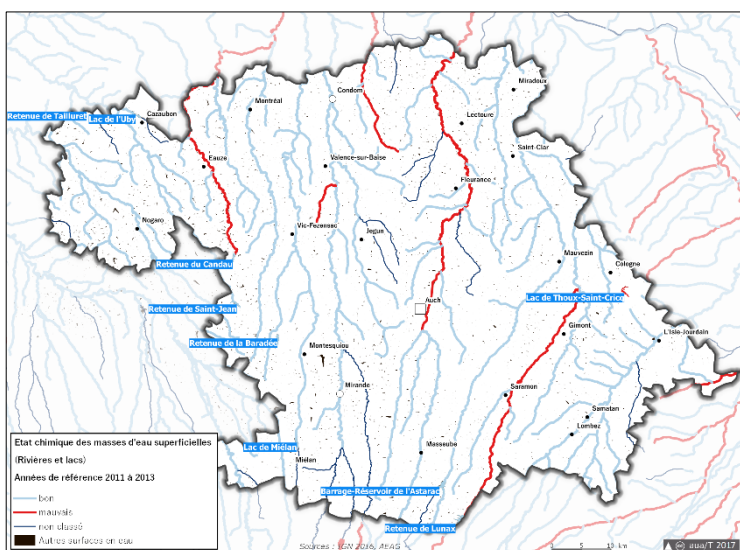 Miradoux
Condom
Montréal
Retenue de Tailluret
Lac de l'Uby
Cazaubon
Lectoure
Saint-Clar
Eauze
Valence-sur-Baïse
Fleurance
Nogaro
Vic-Fezensac
Jegun
Mauvezin
Retenue du Candau
Cologne
Lac de Thoux-Saint-Cricq
Auch
Retenue de Saint-Jean
Gimont
Retenue de la Baradée
L'Isle-Jourdain
Montesquiou
Mirande
Saramon
Samatan
Lombez
Lac de Miélan
Masseube
Miélan
Barrage-Réservoir de l'Astarac
Retenue de Lunax
Etat chimique des masses d'eau superficielles
(Rivières et lacs)
Années de référence 2011 à 2013
bon
mauvais
non classé
Autres surfaces en eau
Sources : IGN 2016, AEAG
5 10 km
aua/T 2017